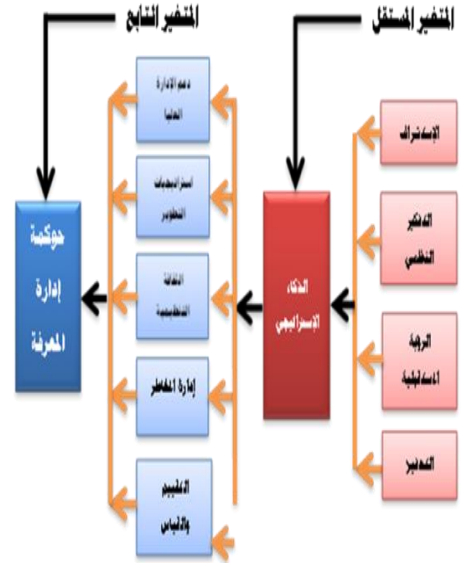 المتغير المستقل
المتغير التابع
الإستشراف
التفكير
النظمي
الرؤية
المستقبلية
التحفيز
الذكاء
الإستراتيجي
دعم الإدارة
العليا
استراتيجيات
التطوير
الثقافة
التنظيمية
إدارة المخاطر
التقييم
والقياس
حوكمة
إدارة
المعرفة